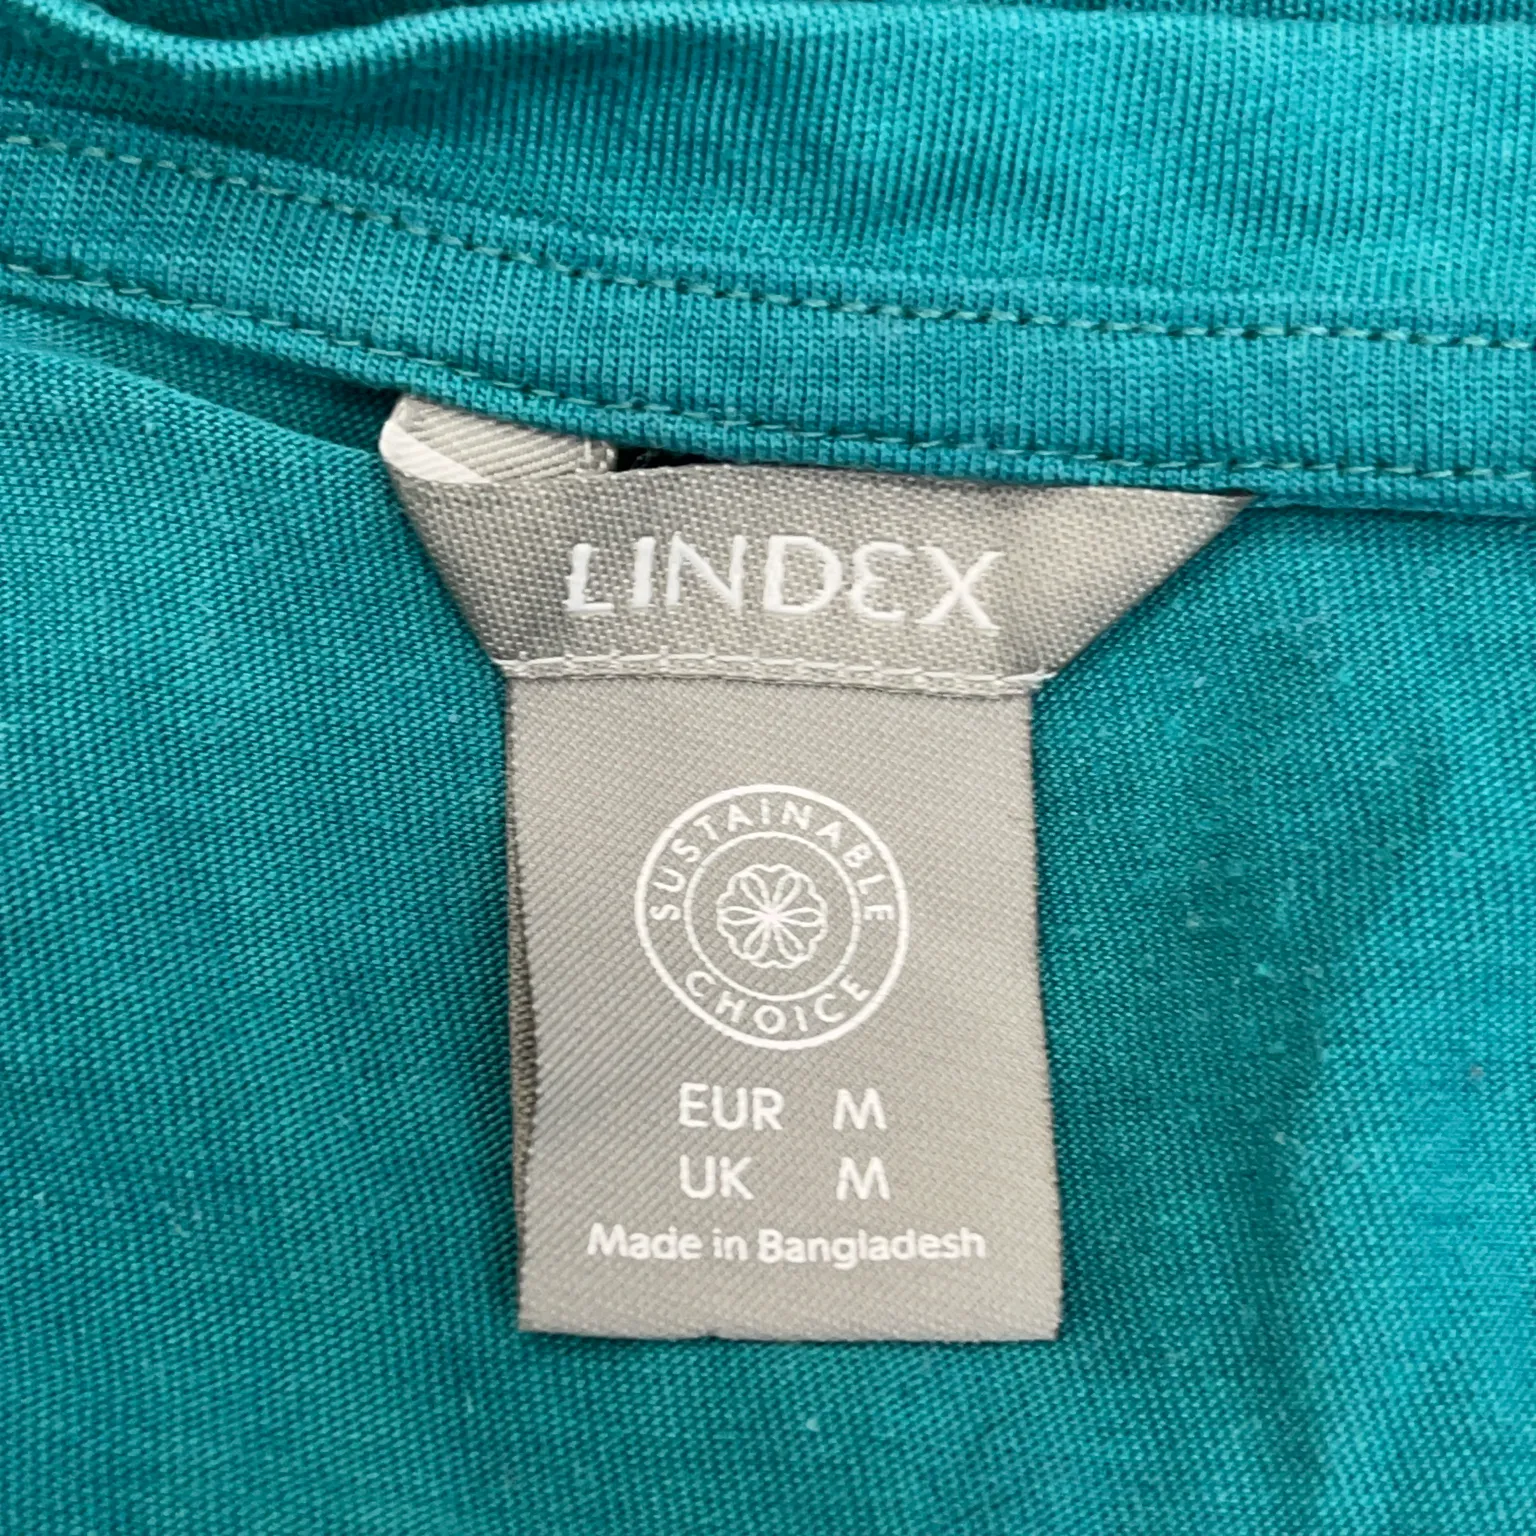 LINDEX
SUSTAINABLE
CHOICE
EUR M
UK M
Made in Bangladesh